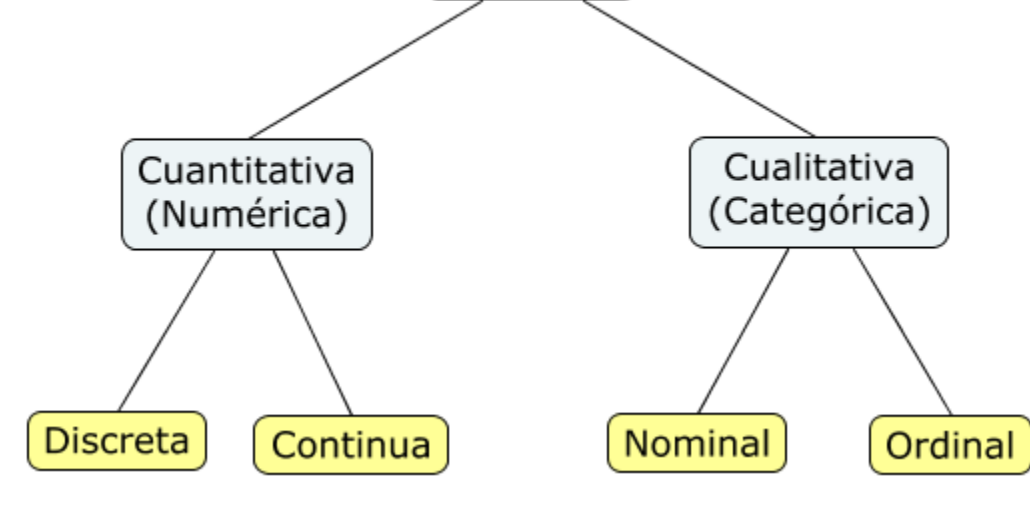 Cuantitativa
(Numérica)
Cualitativa
(Categórica)
Discreta
Continua
Nominal
Ordinal